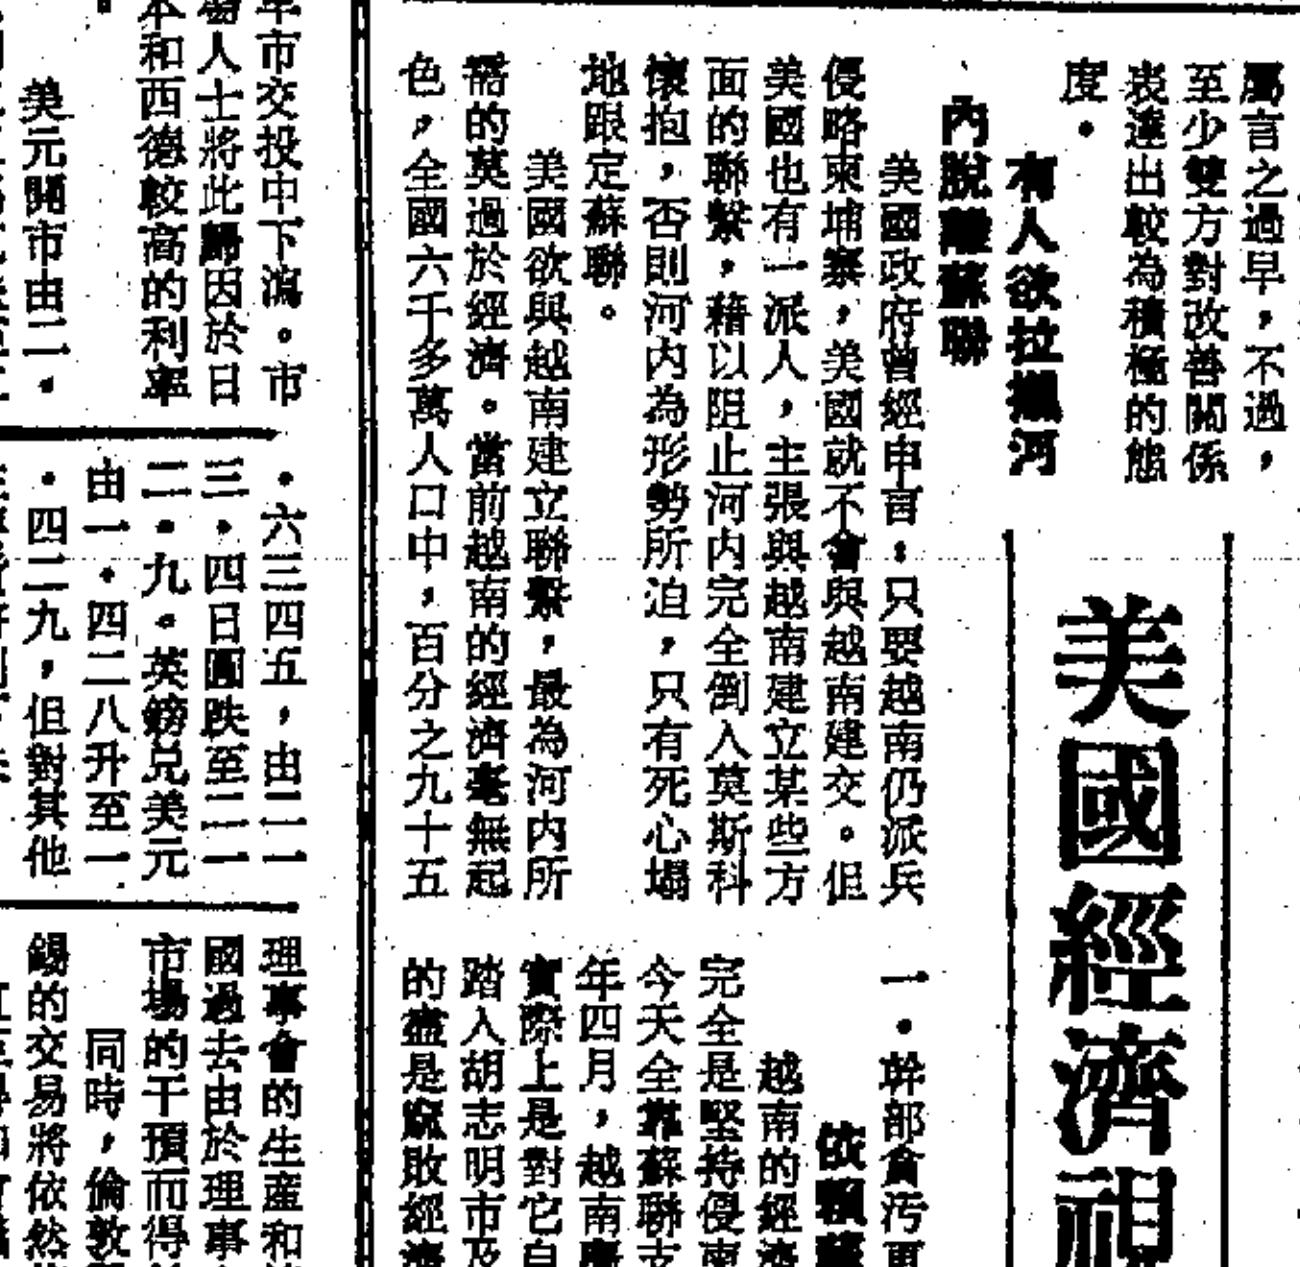 屬言之過早，不過，
至少雙方對改善關係
表達出較為積極的態
度。
有人欲拉攏河
內脫離蘇聯
美國政府曾經申言：只要越南仍派兵
侵略柬埔寨，美國就不會與越南建交。但
美國也有一派人，主張與越南建立某些方
面的聯繫，藉以阻止河內完全倒入莫斯科
懷抱，否則河內為形勢所迫，只有死心塌
地跟定蘇聯。
美國欲與越南建立聯繫，最為河內所
需的莫過於經濟。當前越南的經濟毫無起
色，全國六千多萬人口中，百分之九十五
美國經濟視
一・幹部貪污更
依賴蘇
越南的經濟
完全是堅持侵柬
今天全靠蘇聯支
年四月，越南
實際上是對它自
踏入胡志明市及
的盡是腐敗經濟
市交投中下瀉。市
人士將此歸因於日
本和西德較高的利率
。
美元開市由二・
・六三四五，由二一
三・四日圓跌至二一
二・九。英鎊兌美元
由一・四二八升至一
・四二九，但對其他
理事會的生產和
國過去由於理事
市場的干預而得
同時，倫敦
錫的交易將依然